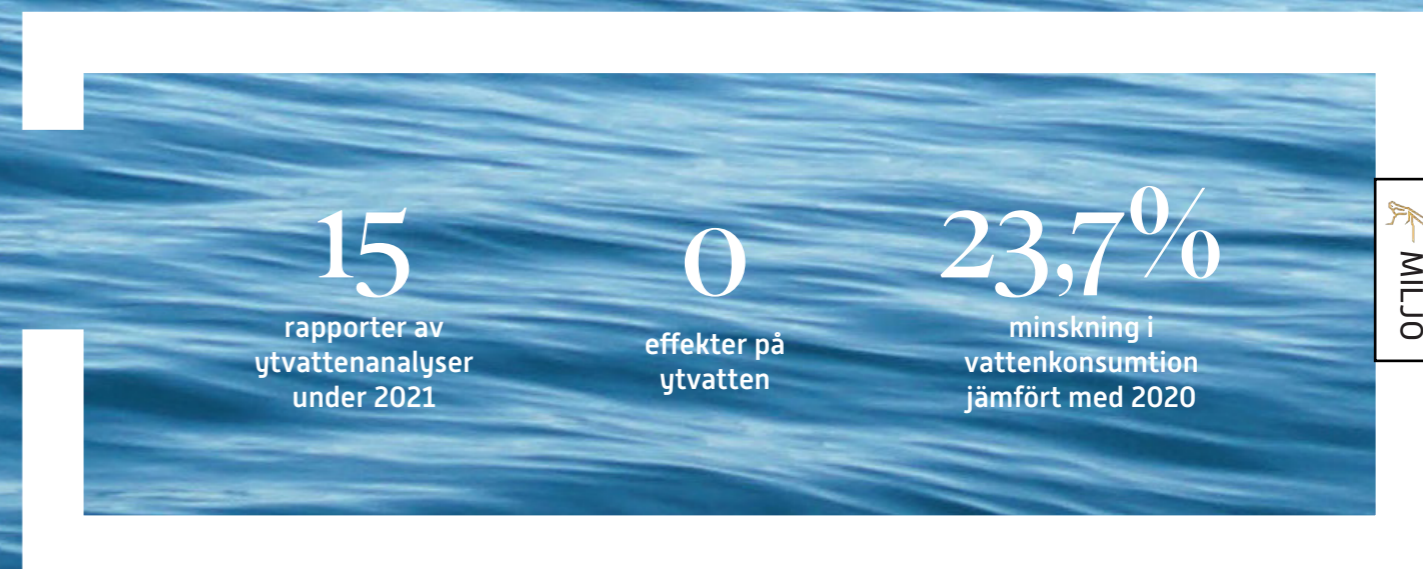 15
rapporter av
ytvattenanalyser
under 2021
0
effekter på
ytvatten
23,7%
minskning i
vattenkonsumtion
jämfört med 2020
MILJÖ